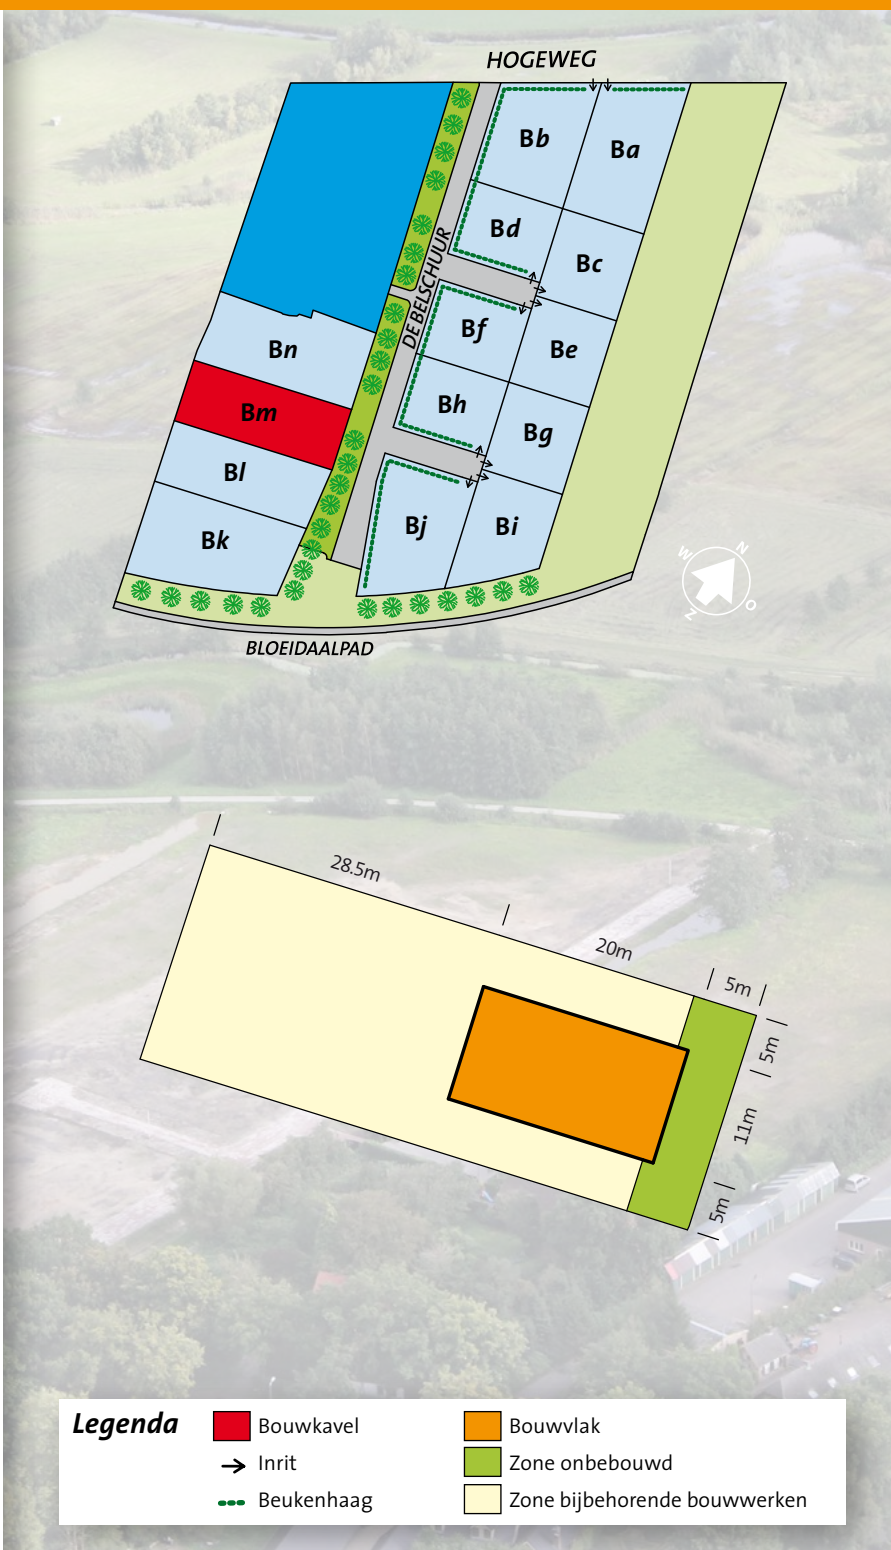 HOGEWEG
Bb
Ba
Bd
Bc
DE BELSCHUUR
Bf
Be
Bn
Bh
Bm
Bg
Bl
Bj
Bi
Bk
W
N
O
Z
BLOEIDAALPAD
28.5m
20m
5m
5m
11m
5m
Legenda
Bouwkavel
Bouwvlak
Inrit
Zone onbebouwd
Beukenhaag
Zone bijbehorende bouwwerken